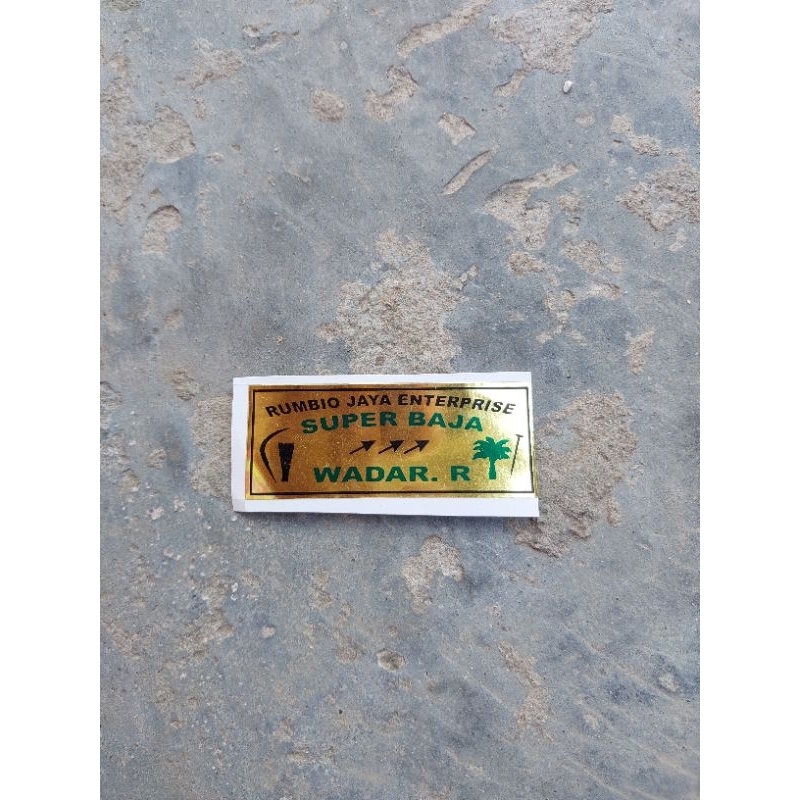 RUMBIO JAYA ENTERPRISE
SUPER BAJA
WADAR. R